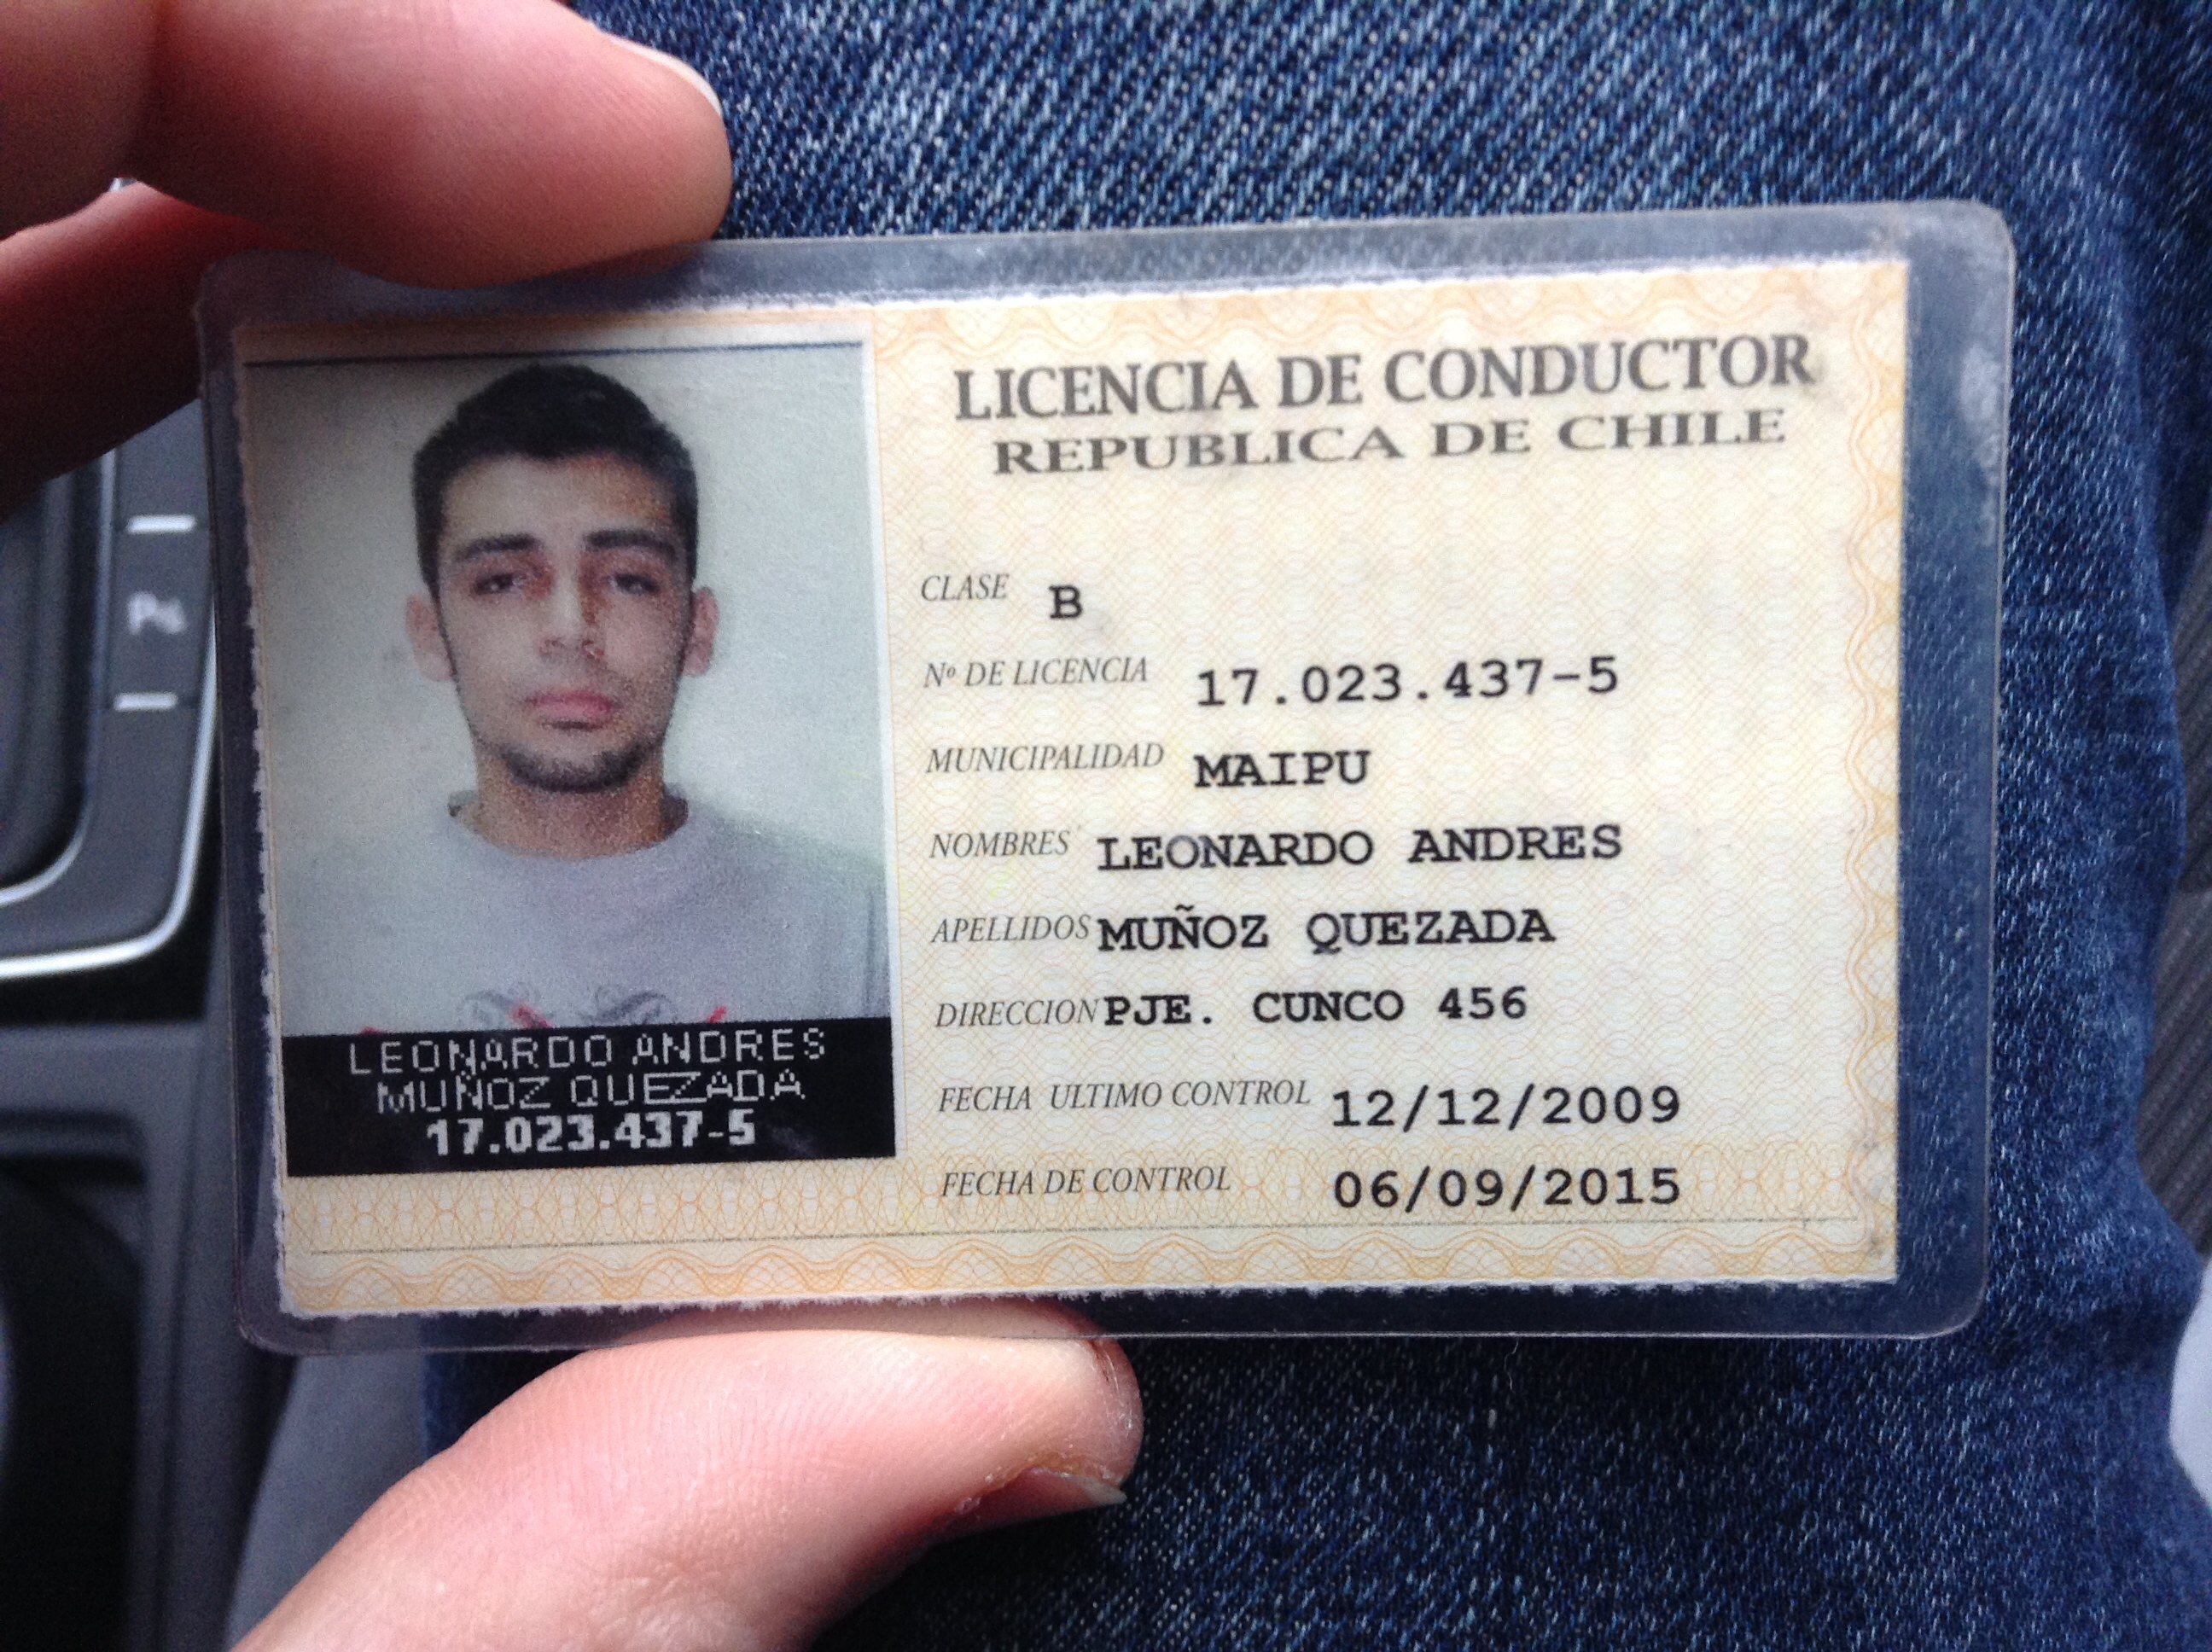 LICENCIA DE CONDUCTOR
REPUBLICA DE CHILE
CLASE B
Nº DE LICENCIA 17.023.437-5
MUNICIPALIDAD MAIPU
NOMBRES LEONARDO ANDRES
APELLIDOS MUÑOZ QUEZADA
DIRECCION PJE. CUNCO 456
FECHA ULTIMO CONTROL 12/12/2009
FECHA DE CONTROL 06/09/2015
LEONARDO ANDRES
MUÑOZ QUEZADA
17.023.437-5